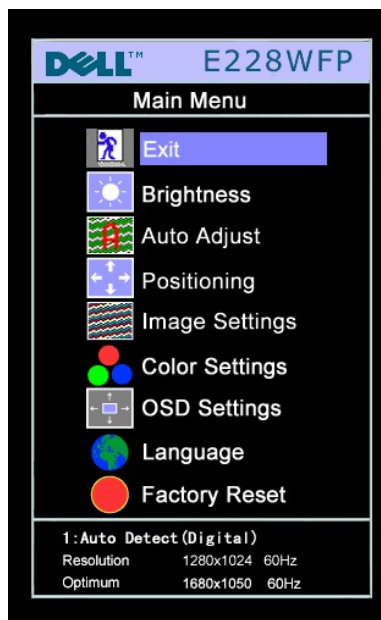 DELL™ E228WFP
Main Menu
Exit
Brightness
Auto Adjust
Positioning
Image Settings
Color Settings
OSD Settings
Language
Factory Reset
1:Auto Detect(Digital)
Resolution 1280x1024 60Hz
Optimum 1680x1050 60Hz